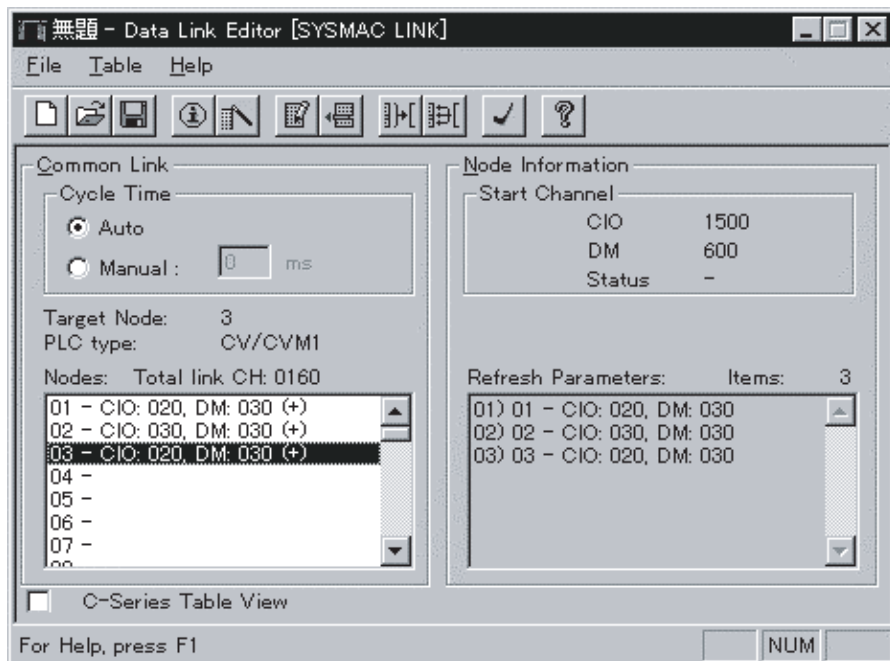 無題 - Data Link Editor [SYSMAC LINK]
File Table Help
Common Link
Cycle Time
Auto
Manual : 0 ms
Target Node: 3
PLC type: CV/CVM1
Nodes: Total link CH: 0160
01 - CIO: 020, DM: 030 (+)
02 - CIO: 030, DM: 030 (+)
03 - CIO: 020, DM: 030 (+)
04 -
05 -
06 -
07 -
Node Information
Start Channel
CIO 1500
DM 600
Status -
Refresh Parameters: Items: 3
01) 01 - CIO: 020, DM: 030
02) 02 - CIO: 030, DM: 030
03) 03 - CIO: 020, DM: 030
C-Series Table View
For Help, press F1
NUM